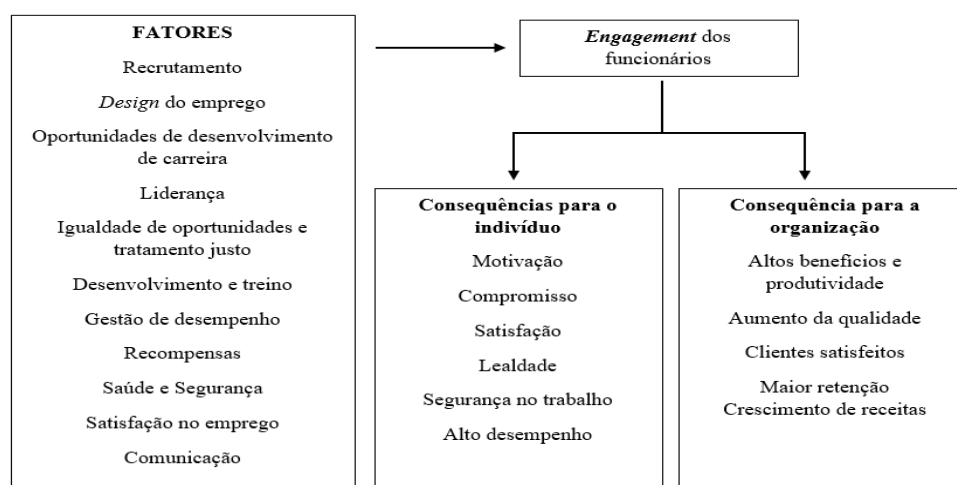 FATORES
Recrutamento
Design do emprego
Oportunidades de desenvolvimento
de carreira
Liderança
Igualdade de oportunidades e
tratamento justo
Desenvolvimento e treino
Gestão de desempenho
Recompensas
Saúde e Segurança
Satisfação no emprego
Comunicação
Engagement dos
funcionários
Consequências para o
indivíduo
Motivação
Compromisso
Satisfação
Lealdade
Segurança no trabalho
Alto desempenho
Consequência para a
organização
Altos benefícios e
produtividade
Aumento da qualidade
Clientes satisfeitos
Maior retenção
Crescimento de receitas